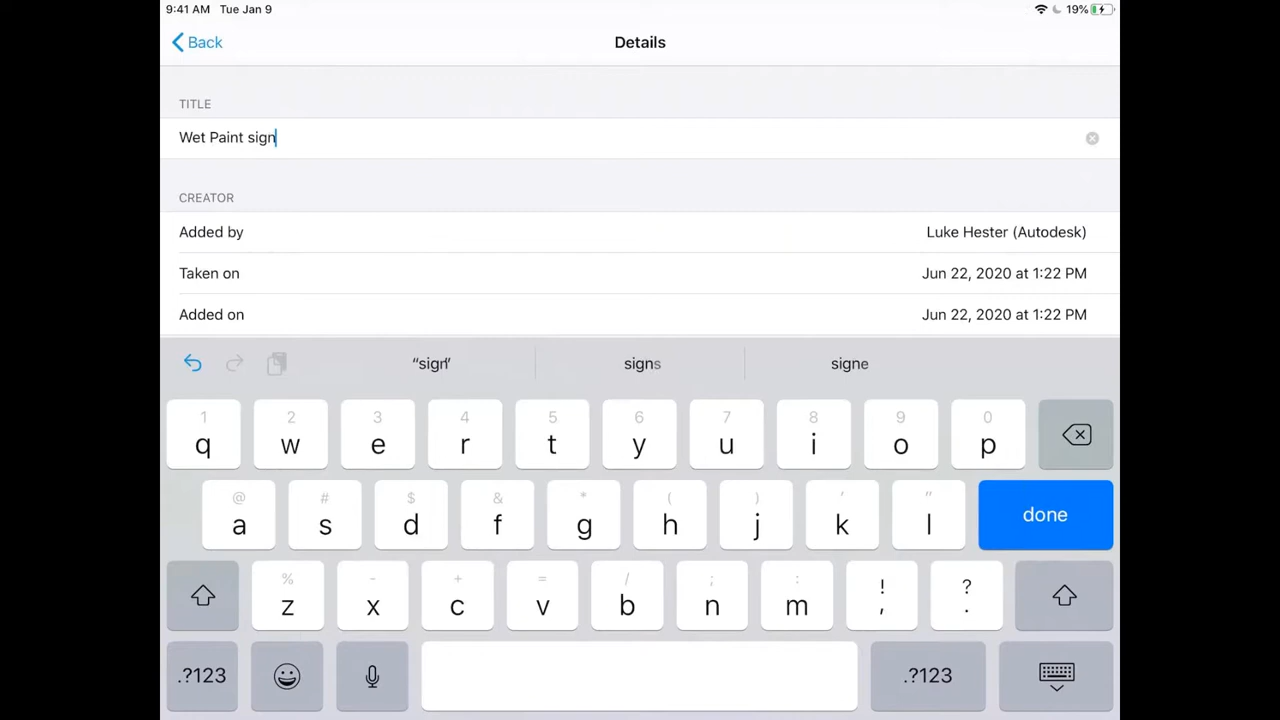 9:41 AM Tue Jan 9 19%
Back Details
TITLE
Wet Paint sign
CREATOR
Added by Luke Hester (Autodesk)
Taken on Jun 22, 2020 at 1:22 PM
Added on Jun 22, 2020 at 1:22 PM
“sign” signs signe
1 2 3 4 5 6 7 8 9 0
q w e r t y u i o p
@ # $ & * ( ) ' "
a s d f g h j k l done
% - + = / ; : ! ?
z x c v b n m , .
.?123 .?123